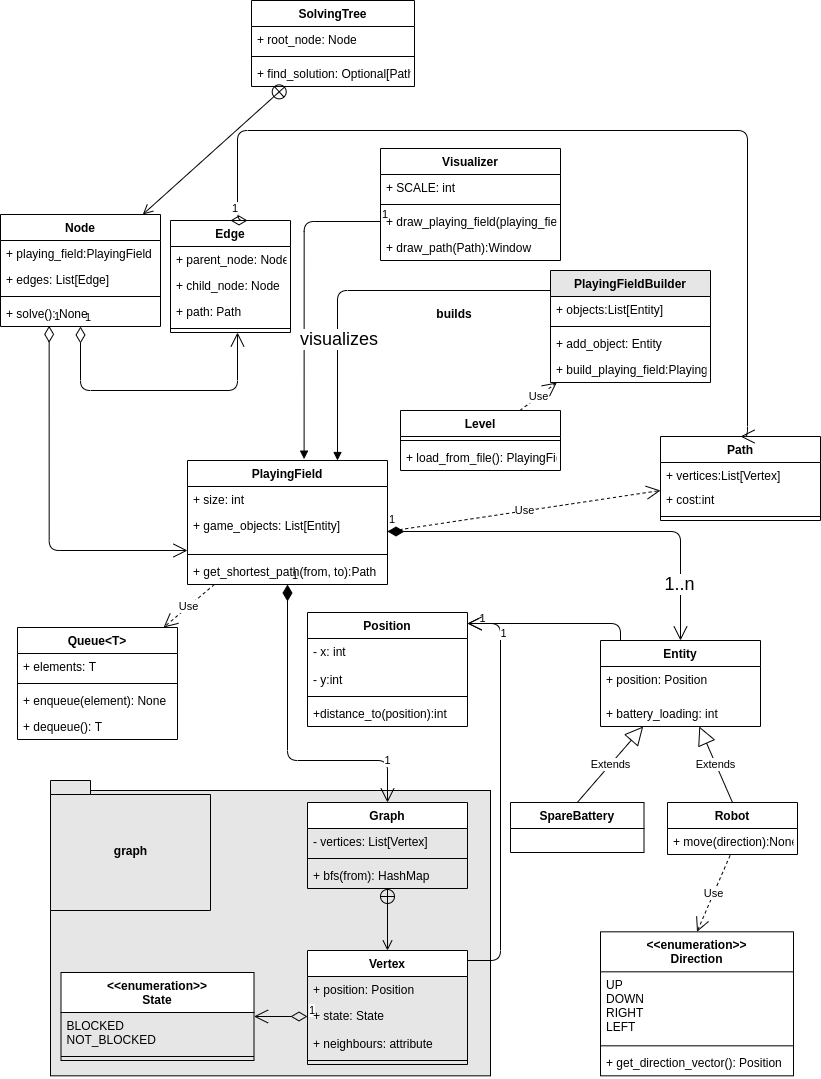 SolvingTree
+ root_node: Node
+ find_solution: Optional[Path
Visualizer
+ SCALE: int
+ draw_playing_field(playing_fie
+ draw_path(Path):Window
1
Node
+ playing_field:PlayingField
+ edges: List[Edge]
+ solve(): None
1
1
1
Edge
+ parent_node: Node
+ child_node: Node
+ path: Path
PlayingFieldBuilder
+ objects:List[Entity]
+ add_object: Entity
+ build_playing_field:Playing
builds
visualizes
Use
Level
+ load_from_file(): PlayingFi
Path
+ vertices:List[Vertex]
+ cost:int
PlayingField
+ size: int
+ game_objects: List[Entity]
+ get_shortest_path(from, to):Path
1
Use
1
1..n
Use
Queue<T>
+ elements: T
+ enqueue(element): None
+ dequeue(): T
Position
- x: int
- y:int
+distance_to(position):int
1
1
Entity
+ position: Position
+ battery_loading: int
Extends
Extends
SpareBattery
Robot
+ move(direction):None
Use
<<enumeration>>
Direction
UP
DOWN
RIGHT
LEFT
+ get_direction_vector(): Position
graph
1
Graph
- vertices: List[Vertex]
+ bfs(from): HashMap
Vertex
+ position: Position
+ state: State
+ neighbours: attribute
1
<<enumeration>>
State
BLOCKED
NOT_BLOCKED